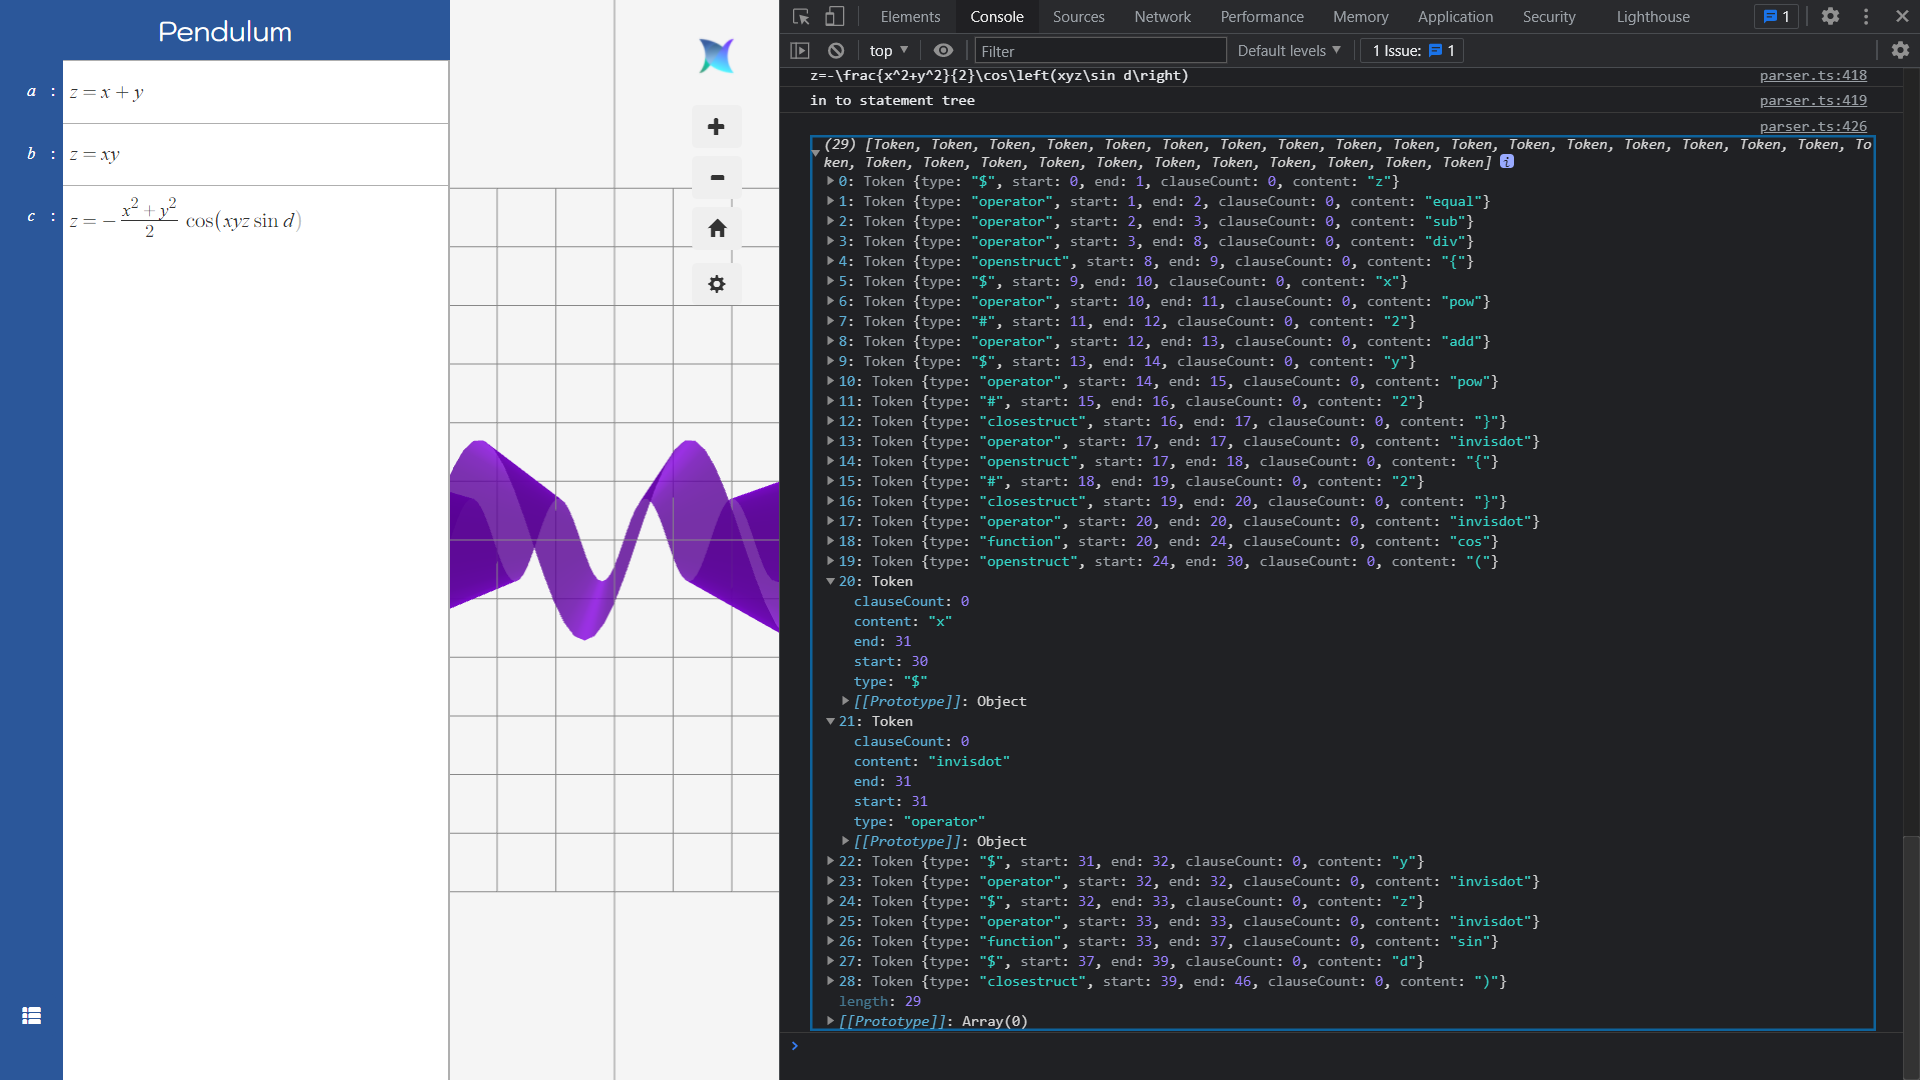 Pendulum
a : z = x + y
b : z = xy
c : z = − x² + y² / 2 cos(xyz sin d)
Elements Console Sources Network Performance Memory Application Security Lighthouse 1
top Filter Default levels 1 Issue: 1
z=-\frac{x^2+y^2}{2}\cos\left(xyz\sin d\right) parser.ts:418
in to statement tree parser.ts:419
parser.ts:426
(29) [Token, Token, Token, Token, Token, Token, Token, Token, Token, Token, Token, Token, Token, Token, Token, Token, Token, To
ken, Token, Token, Token, Token, Token, Token, Token, Token, Token, Token, Token] i
0: Token {type: "$", start: 0, end: 1, clauseCount: 0, content: "z"}
1: Token {type: "operator", start: 1, end: 2, clauseCount: 0, content: "equal"}
2: Token {type: "operator", start: 2, end: 3, clauseCount: 0, content: "sub"}
3: Token {type: "operator", start: 3, end: 8, clauseCount: 0, content: "div"}
4: Token {type: "openstruct", start: 8, end: 9, clauseCount: 0, content: "{"}
5: Token {type: "$", start: 9, end: 10, clauseCount: 0, content: "x"}
6: Token {type: "operator", start: 10, end: 11, clauseCount: 0, content: "pow"}
7: Token {type: "#", start: 11, end: 12, clauseCount: 0, content: "2"}
8: Token {type: "operator", start: 12, end: 13, clauseCount: 0, content: "add"}
9: Token {type: "$", start: 13, end: 14, clauseCount: 0, content: "y"}
10: Token {type: "operator", start: 14, end: 15, clauseCount: 0, content: "pow"}
11: Token {type: "#", start: 15, end: 16, clauseCount: 0, content: "2"}
12: Token {type: "closestruct", start: 16, end: 17, clauseCount: 0, content: "}"}
13: Token {type: "operator", start: 17, end: 17, clauseCount: 0, content: "invisdot"}
14: Token {type: "openstruct", start: 17, end: 18, clauseCount: 0, content: "{"}
15: Token {type: "#", start: 18, end: 19, clauseCount: 0, content: "2"}
16: Token {type: "closestruct", start: 19, end: 20, clauseCount: 0, content: "}"}
17: Token {type: "operator", start: 20, end: 20, clauseCount: 0, content: "invisdot"}
18: Token {type: "function", start: 20, end: 24, clauseCount: 0, content: "cos"}
19: Token {type: "openstruct", start: 24, end: 30, clauseCount: 0, content: "("}
20: Token
clauseCount: 0
content: "x"
end: 31
start: 30
type: "$"
[[Prototype]]: Object
21: Token
clauseCount: 0
content: "invisdot"
end: 31
start: 31
type: "operator"
[[Prototype]]: Object
22: Token {type: "$", start: 31, end: 32, clauseCount: 0, content: "y"}
23: Token {type: "operator", start: 32, end: 32, clauseCount: 0, content: "invisdot"}
24: Token {type: "$", start: 32, end: 33, clauseCount: 0, content: "z"}
25: Token {type: "operator", start: 33, end: 33, clauseCount: 0, content: "invisdot"}
26: Token {type: "function", start: 33, end: 37, clauseCount: 0, content: "sin"}
27: Token {type: "$", start: 37, end: 39, clauseCount: 0, content: "d"}
28: Token {type: "closestruct", start: 39, end: 46, clauseCount: 0, content: ")"}
length: 29
[[Prototype]]: Array(0)